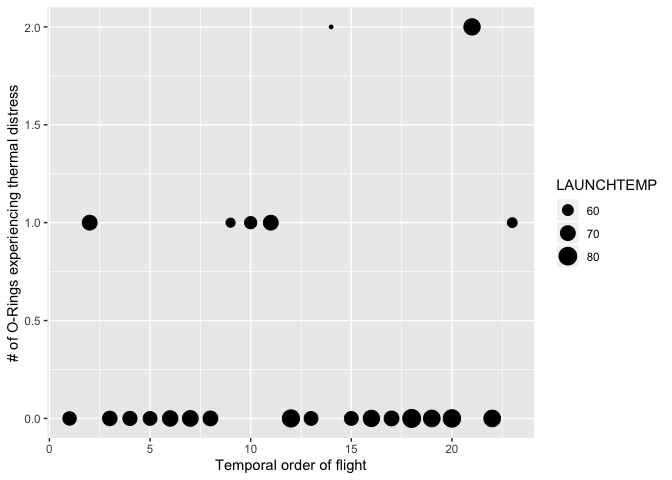 2.0
1.5
1.0
0.5
0.0
# of O-Rings experiencing thermal distress
0 5 10 15 20
Temporal order of flight
LAUNCHTEMP
60
70
80